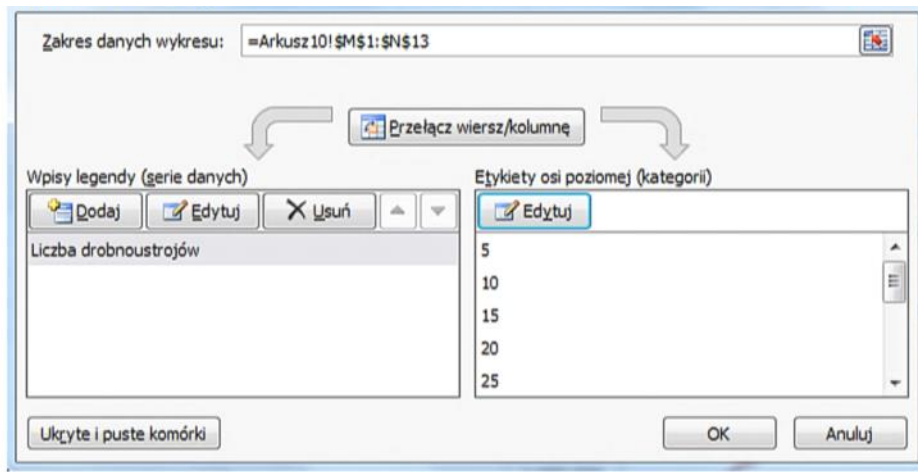 Zakres danych wykresu: =Arkusz10!$M$1:$N$13
Przełącz wiersz/kolumnę
Wpisy legendy (serie danych)
Dodaj Edytuj Usuń
Liczba drobnoustrojów
Etykiety osi poziomej (kategorii)
Edytuj
5
10
15
20
25
Ukryte i puste komórki
OK Anuluj